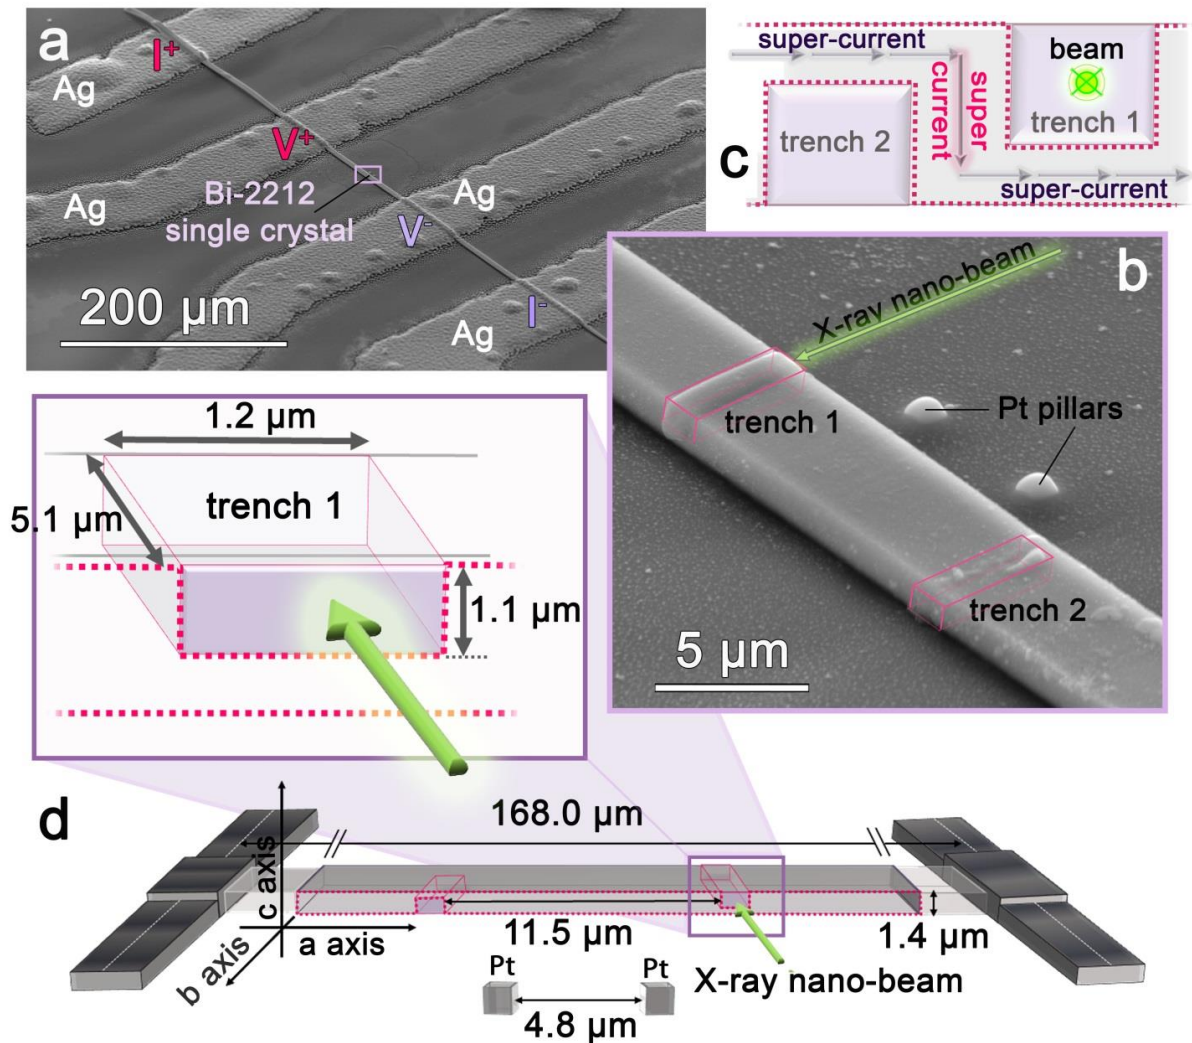 a
I⁺
Ag
V⁺
Ag
Bi-2212
single crystal
Ag
V⁻
200 µm
Ag
I⁻
super-current
beam
super
current
trench 1
trench 2
c
super-current
b
X-ray nano-beam
trench 1
Pt pillars
trench 2
5 µm
1.2 µm
5.1 µm
trench 1
1.1 µm
d
168.0 µm
c axis
a axis
b axis
11.5 µm
1.4 µm
X-ray nano-beam
Pt
Pt
4.8 µm